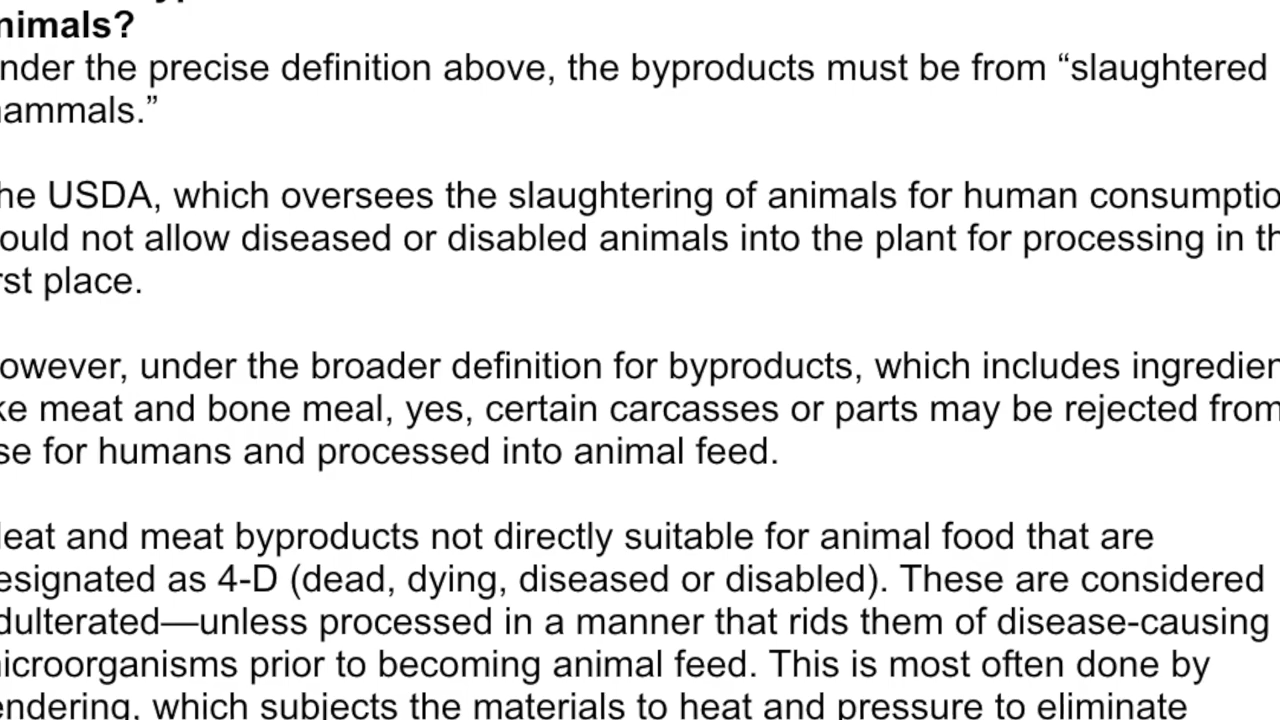 nimals?
nder the precise definition above, the byproducts must be from “slaughtered
ammals.”
he USDA, which oversees the slaughtering of animals for human consumptio
ould not allow diseased or disabled animals into the plant for processing in th
rst place.
owever, under the broader definition for byproducts, which includes ingredien
ke meat and bone meal, yes, certain carcasses or parts may be rejected from
se for humans and processed into animal feed.
eat and meat byproducts not directly suitable for animal food that are
esignated as 4-D (dead, dying, diseased or disabled). These are considered
dulterated—unless processed in a manner that rids them of disease-causing
icroorganisms prior to becoming animal feed. This is most often done by
endering, which subjects the materials to heat and pressure to eliminate